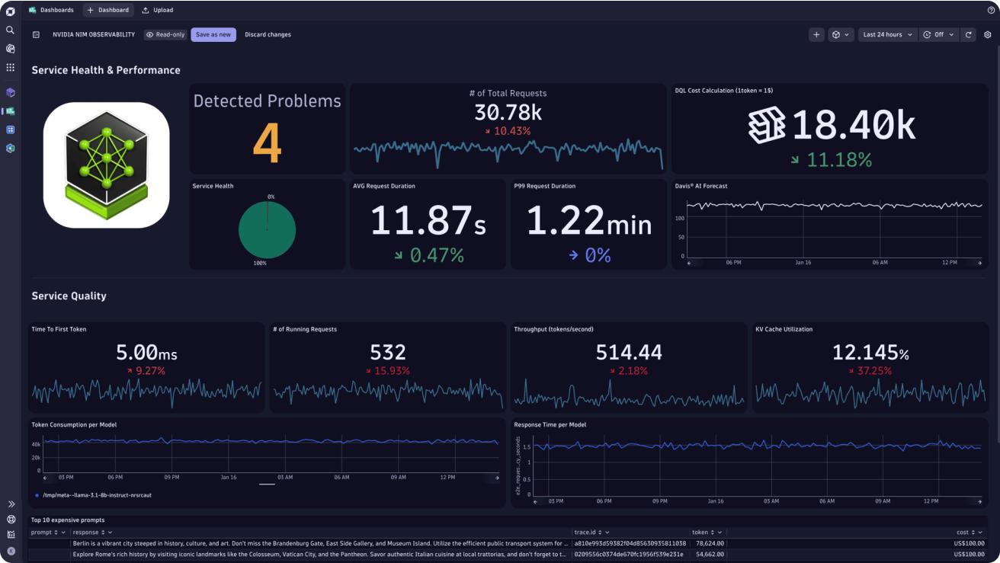 Dashboards + Dashboard Upload
NVIDIA NIM OBSERVABILITY Read-only Save as new Discard changes + Last 24 hours Off
Service Health & Performance
Detected Problems
4
# of Total Requests
30.78k
10.43%
DQL Cost Calculation (1token = 1$)
18.40k
11.18%
Service Health
0%
100%
AVG Request Duration
11.87s
0.47%
P99 Request Duration
1.22min
0%
Davis® AI Forecast
100
50
0
06 PM Jan 16 06 AM 12 PM
Service Quality
Time To First Token
5.00ms
9.27%
# of Running Requests
532
15.93%
Throughput (tokens/second)
514.44
2.18%
KV Cache Utilization
12.145%
37.25%
Token Consumption per Model
40k
20k
0
03 PM 06 PM 09 PM Jan 16 03 AM 06 AM 09 AM 12 PM
/tmp/meta--llama-3.1-8b-instruct-nrsrcaut
Response Time per Model
e2e_reques...cy_seconds
1.5
1
0.5
0
03 PM 06 PM 09 PM Jan 16 03 AM 06 AM 09 AM 12 PM
Top 10 expensive prompts
prompt response trace.id token cost
Berlin is a vibrant city steeped in history, culture, and art. Don't miss the Brandenburg Gate, East Side Gallery, and Museum Island. Utilize the efficient public transport system for ... a810e993d59382f04d85630935811038 78,624.00 US$100.00
Explore Rome's rich history by visiting iconic landmarks like the Colosseum, Vatican City, and the Pantheon. Savor authentic Italian cuisine at local trattorias, and don't forget to t... 0209556c0374de670fc1956f539e231e 54,662.00 US$100.00